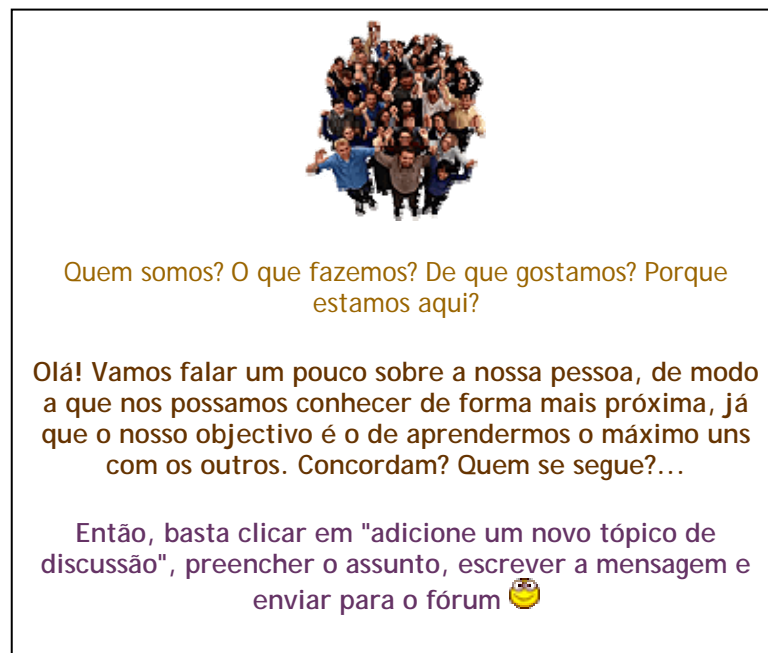 Quem somos? O que fazemos? De que gostamos? Porque
estamos aqui?
Olá! Vamos falar um pouco sobre a nossa pessoa, de modo
a que nos possamos conhecer de forma mais próxima, já
que o nosso objectivo é o de aprendermos o máximo uns
com os outros. Concordam? Quem se segue?...
Então, basta clicar em "adicione um novo tópico de
discussão", preencher o assunto, escrever a mensagem e
enviar para o fórum